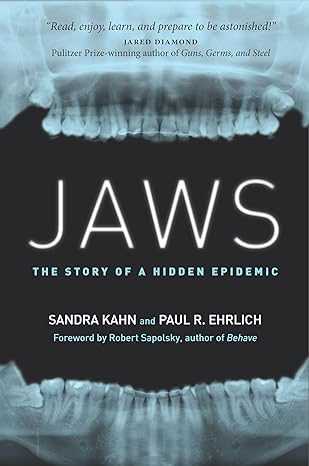 “Read, enjoy, learn, and prepare to be astonished!”
JARED DIAMOND
Pulitzer Prize-winning author of Guns, Germs, and Steel
JAWS
THE STORY OF A HIDDEN EPIDEMIC
SANDRA KAHN and PAUL R. EHRLICH
Foreword by Robert Sapolsky, author of Behave